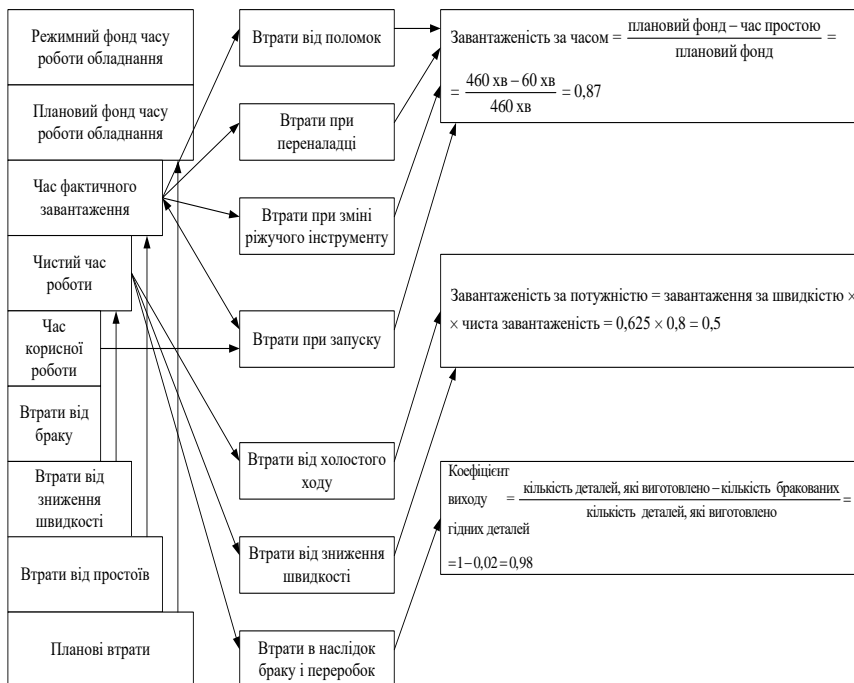 Режимний фонд часу
роботи обладнання
Плановий фонд часу
роботи обладнання
Час фактичного
завантаження
Чистий час
роботи
Час
корисної
роботи
Втрати від
браку
Втрати від
зниження
швидкості
Втрати від простоїв
Планові втрати
Втрати від поломок
Втрати при
переналадці
Втрати при зміні
ріжучого інструменту
Втрати при запуску
Втрати від холостого
ходу
Втрати від зниження
швидкості
Втрати в наслідок
браку і переробок
Завантаженість за часом = плановий фонд – час простою / плановий фонд =
= 460 хв – 60 хв / 460 хв = 0,87
Завантаженість за потужністю = завантаження за швидкістю ×
× чиста завантаженість = 0,625 × 0,8 = 0,5
Коефіцієнт
виходу = кількість деталей, які виготовлено – кількість бракованих / кількість деталей, які виготовлено =
гідних деталей
=1–0,02=0,98